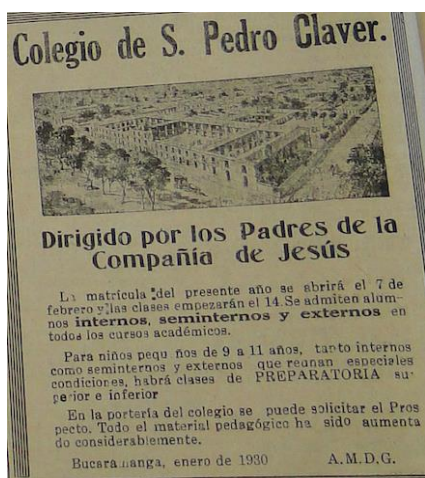 Colegio de S. Pedro Claver.
Dirigido por los Padres de la
Compañía de Jesús
La matrícula del presente año se abrirá el 7 de
febrero y las clases empezarán el 14. Se admiten alum-
nos internos, seminternos y externos en
todos los cursos académicos.
Para niños pequ ños de 9 a 11 años, tanto internos
como seminternos y externos que reunan especiales
condiciones, habrá clases de PREPARATORIA su-
perior e inferior
En la portería del colegio se puede solicitar el Pros
pecto. Todo el material pedagógico ha sido aumenta
do considerablemente.
Bucaramanga, enero de 1930 A.M.D.G.